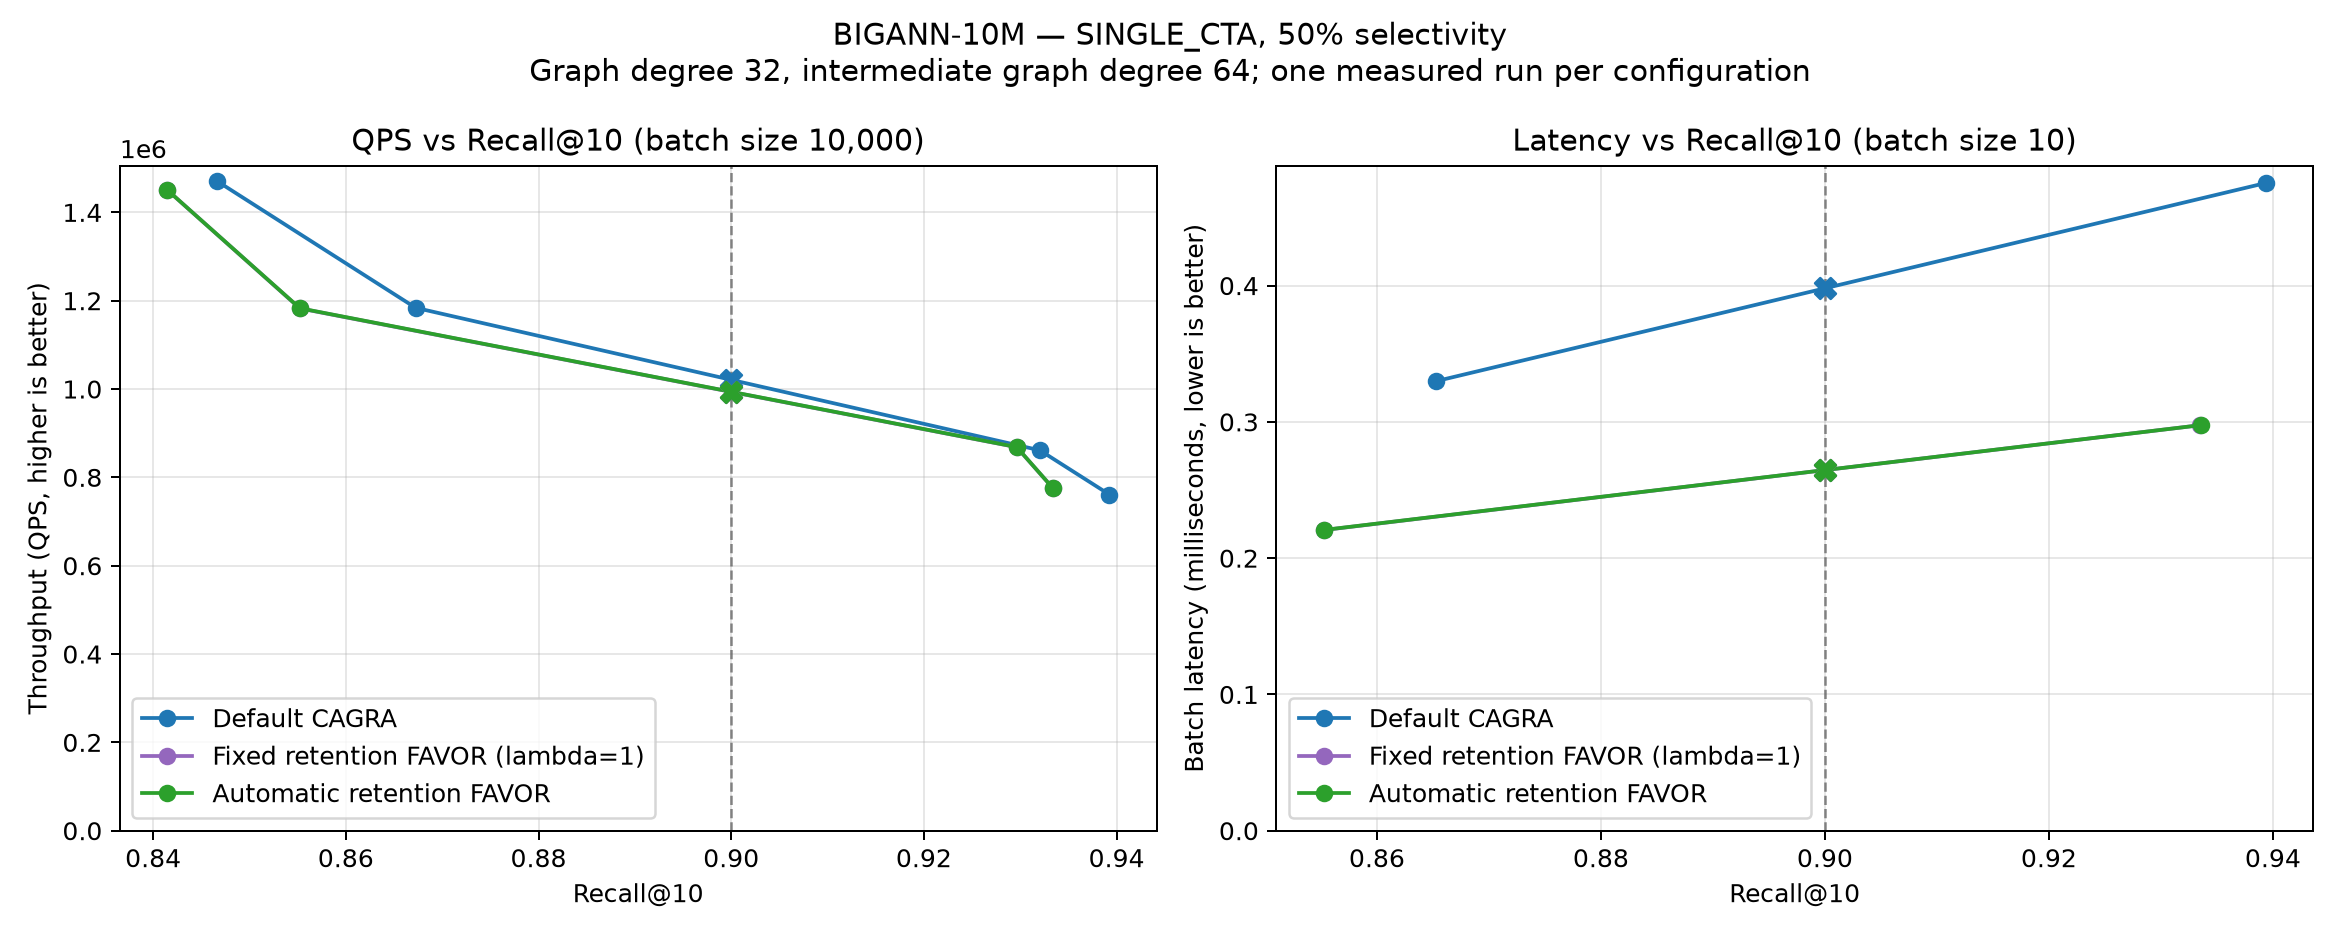 BIGANN-10M — SINGLE_CTA, 50% selectivity
Graph degree 32, intermediate graph degree 64; one measured run per configuration
QPS vs Recall@10 (batch size 10,000)
1e6
Throughput (QPS, higher is better)
1.4
1.2
1.0
0.8
0.6
0.4
0.2
0.0
Default CAGRA
Fixed retention FAVOR (lambda=1)
Automatic retention FAVOR
0.84 0.86 0.88 0.90 0.92 0.94
Recall@10
Latency vs Recall@10 (batch size 10)
Batch latency (milliseconds, lower is better)
0.4
0.3
0.2
0.1
0.0
Default CAGRA
Fixed retention FAVOR (lambda=1)
Automatic retention FAVOR
0.86 0.88 0.90 0.92 0.94
Recall@10